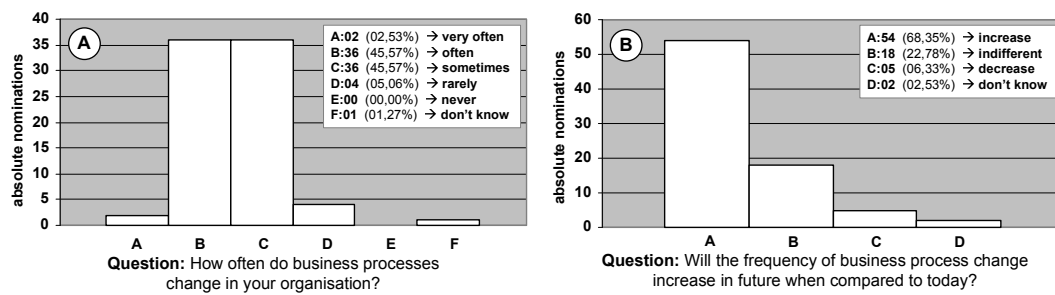 40
35
30
25
20
15
10
5
0
absolute nominations
A
A:02 (02,53%) → very often
B:36 (45,57%) → often
C:36 (45,57%) → sometimes
D:04 (05,06%) → rarely
E:00 (00,00%) → never
F:01 (01,27%) → don't know
A B C D E F
Question: How often do business processes
change in your organisation?
60
50
40
30
20
10
0
absolute nominations
B
A:54 (68,35%) → increase
B:18 (22,78%) → indifferent
C:05 (06,33%) → decrease
D:02 (02,53%) → don't know
A B C D
Question: Will the frequency of business process change
increase in future when compared to today?